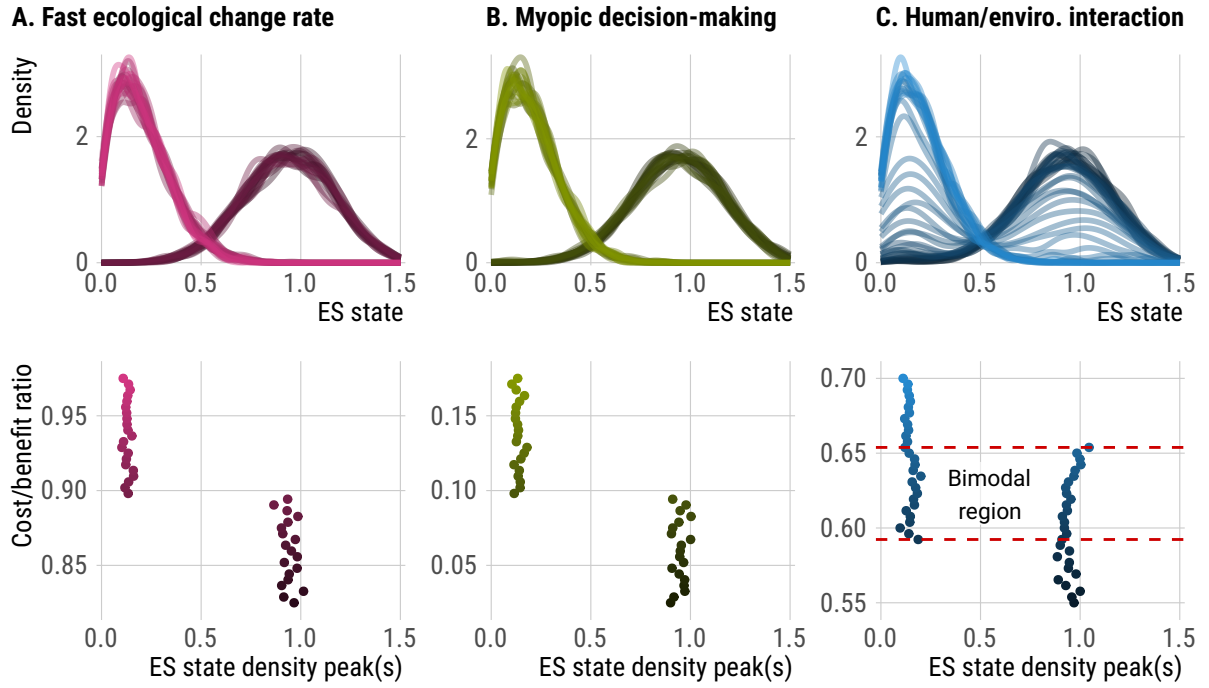 A. Fast ecological change rate
B. Myopic decision-making
C. Human/enviro. interaction
Density
2
0
0.0 0.5 1.0 1.5
ES state
2
0
0.0 0.5 1.0 1.5
ES state
2
0
0.0 0.5 1.0 1.5
ES state
Cost/benefit ratio
0.95
0.90
0.85
0.0 0.5 1.0 1.5
ES state density peak(s)
0.15
0.10
0.05
0.0 0.5 1.0 1.5
ES state density peak(s)
0.70
0.65
Bimodal
region
0.60
0.55
0.0 0.5 1.0 1.5
ES state density peak(s)